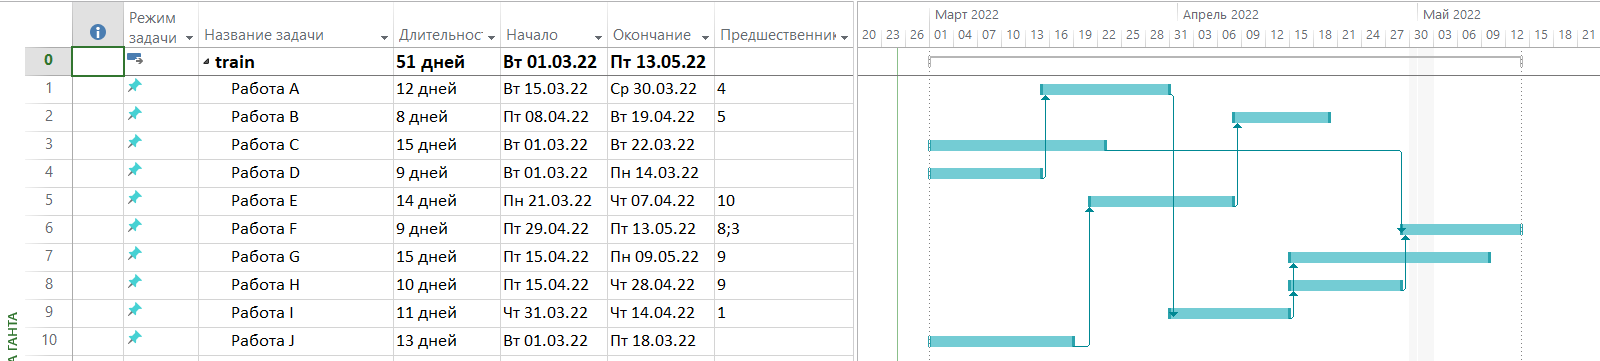 Март 2022 Апрель 2022 Май 2022
Режим задачи Название задачи Длительнос Начало Окончание Предшественник
20 23 26 01 04 07 10 13 16 19 22 25 28 31 03 06 09 12 15 18 21 24 27 30 03 06 09 12 15 18 21
0 train 51 дней Вт 01.03.22 Пт 13.05.22
1 Работа A 12 дней Вт 15.03.22 Ср 30.03.22 4
2 Работа B 8 дней Пт 08.04.22 Вт 19.04.22 5
3 Работа C 15 дней Вт 01.03.22 Вт 22.03.22
4 Работа D 9 дней Вт 01.03.22 Пн 14.03.22
5 Работа E 14 дней Пн 21.03.22 Чт 07.04.22 10
6 Работа F 9 дней Пт 29.04.22 Пт 13.05.22 8;3
7 Работа G 15 дней Пт 15.04.22 Пн 09.05.22 9
8 Работа H 10 дней Пт 15.04.22 Чт 28.04.22 9
9 Работа I 11 дней Чт 31.03.22 Чт 14.04.22 1
10 Работа J 13 дней Вт 01.03.22 Пт 18.03.22
А ГАНТА